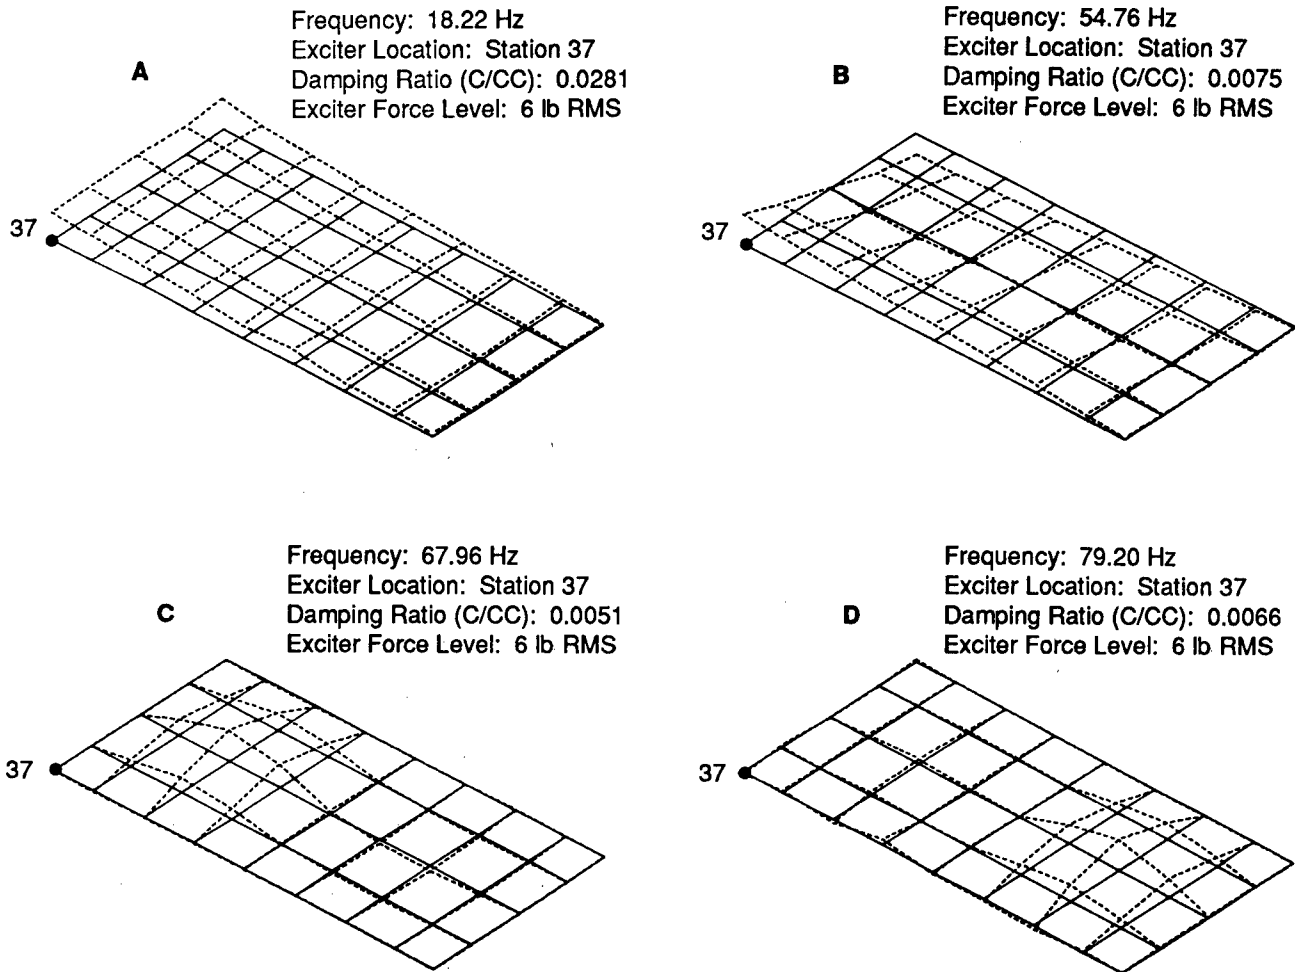 Frequency: 18.22 Hz
Exciter Location: Station 37
Damping Ratio (C/CC): 0.0281
Exciter Force Level: 6 lb RMS
A
37
Frequency: 54.76 Hz
Exciter Location: Station 37
Damping Ratio (C/CC): 0.0075
Exciter Force Level: 6 lb RMS
B
37
Frequency: 67.96 Hz
Exciter Location: Station 37
Damping Ratio (C/CC): 0.0051
Exciter Force Level: 6 lb RMS
C
37
Frequency: 79.20 Hz
Exciter Location: Station 37
Damping Ratio (C/CC): 0.0066
Exciter Force Level: 6 lb RMS
D
37